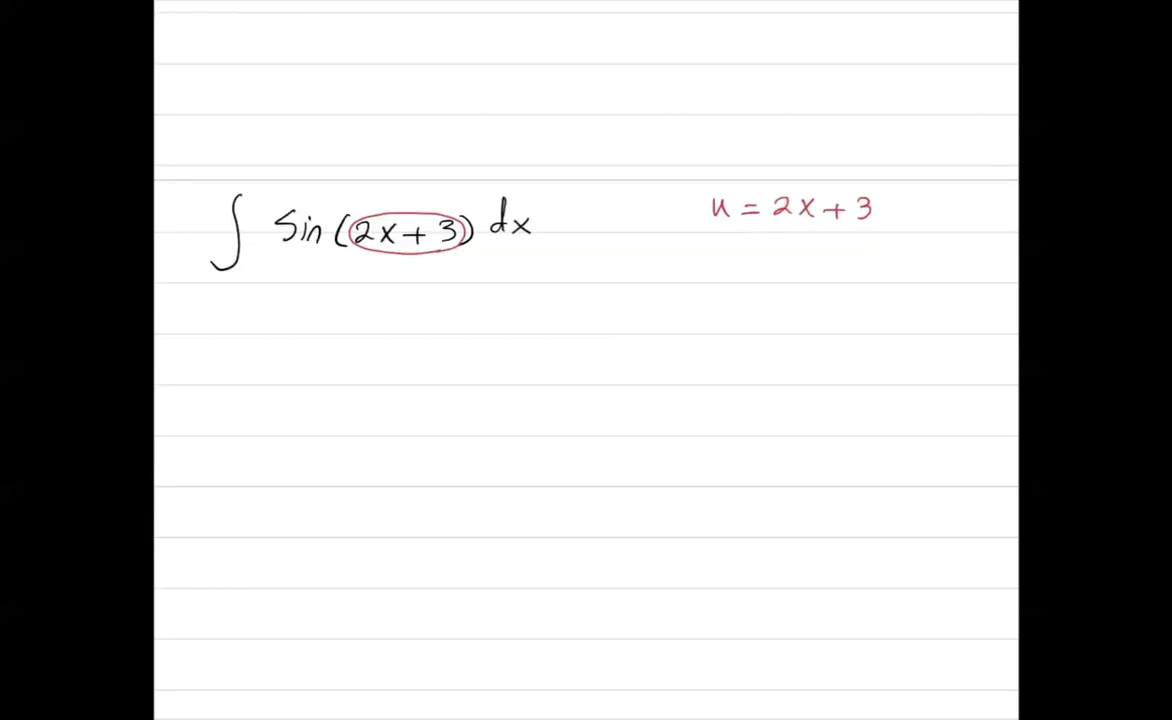 ∫ Sin (2x + 3) dx
u = 2x + 3